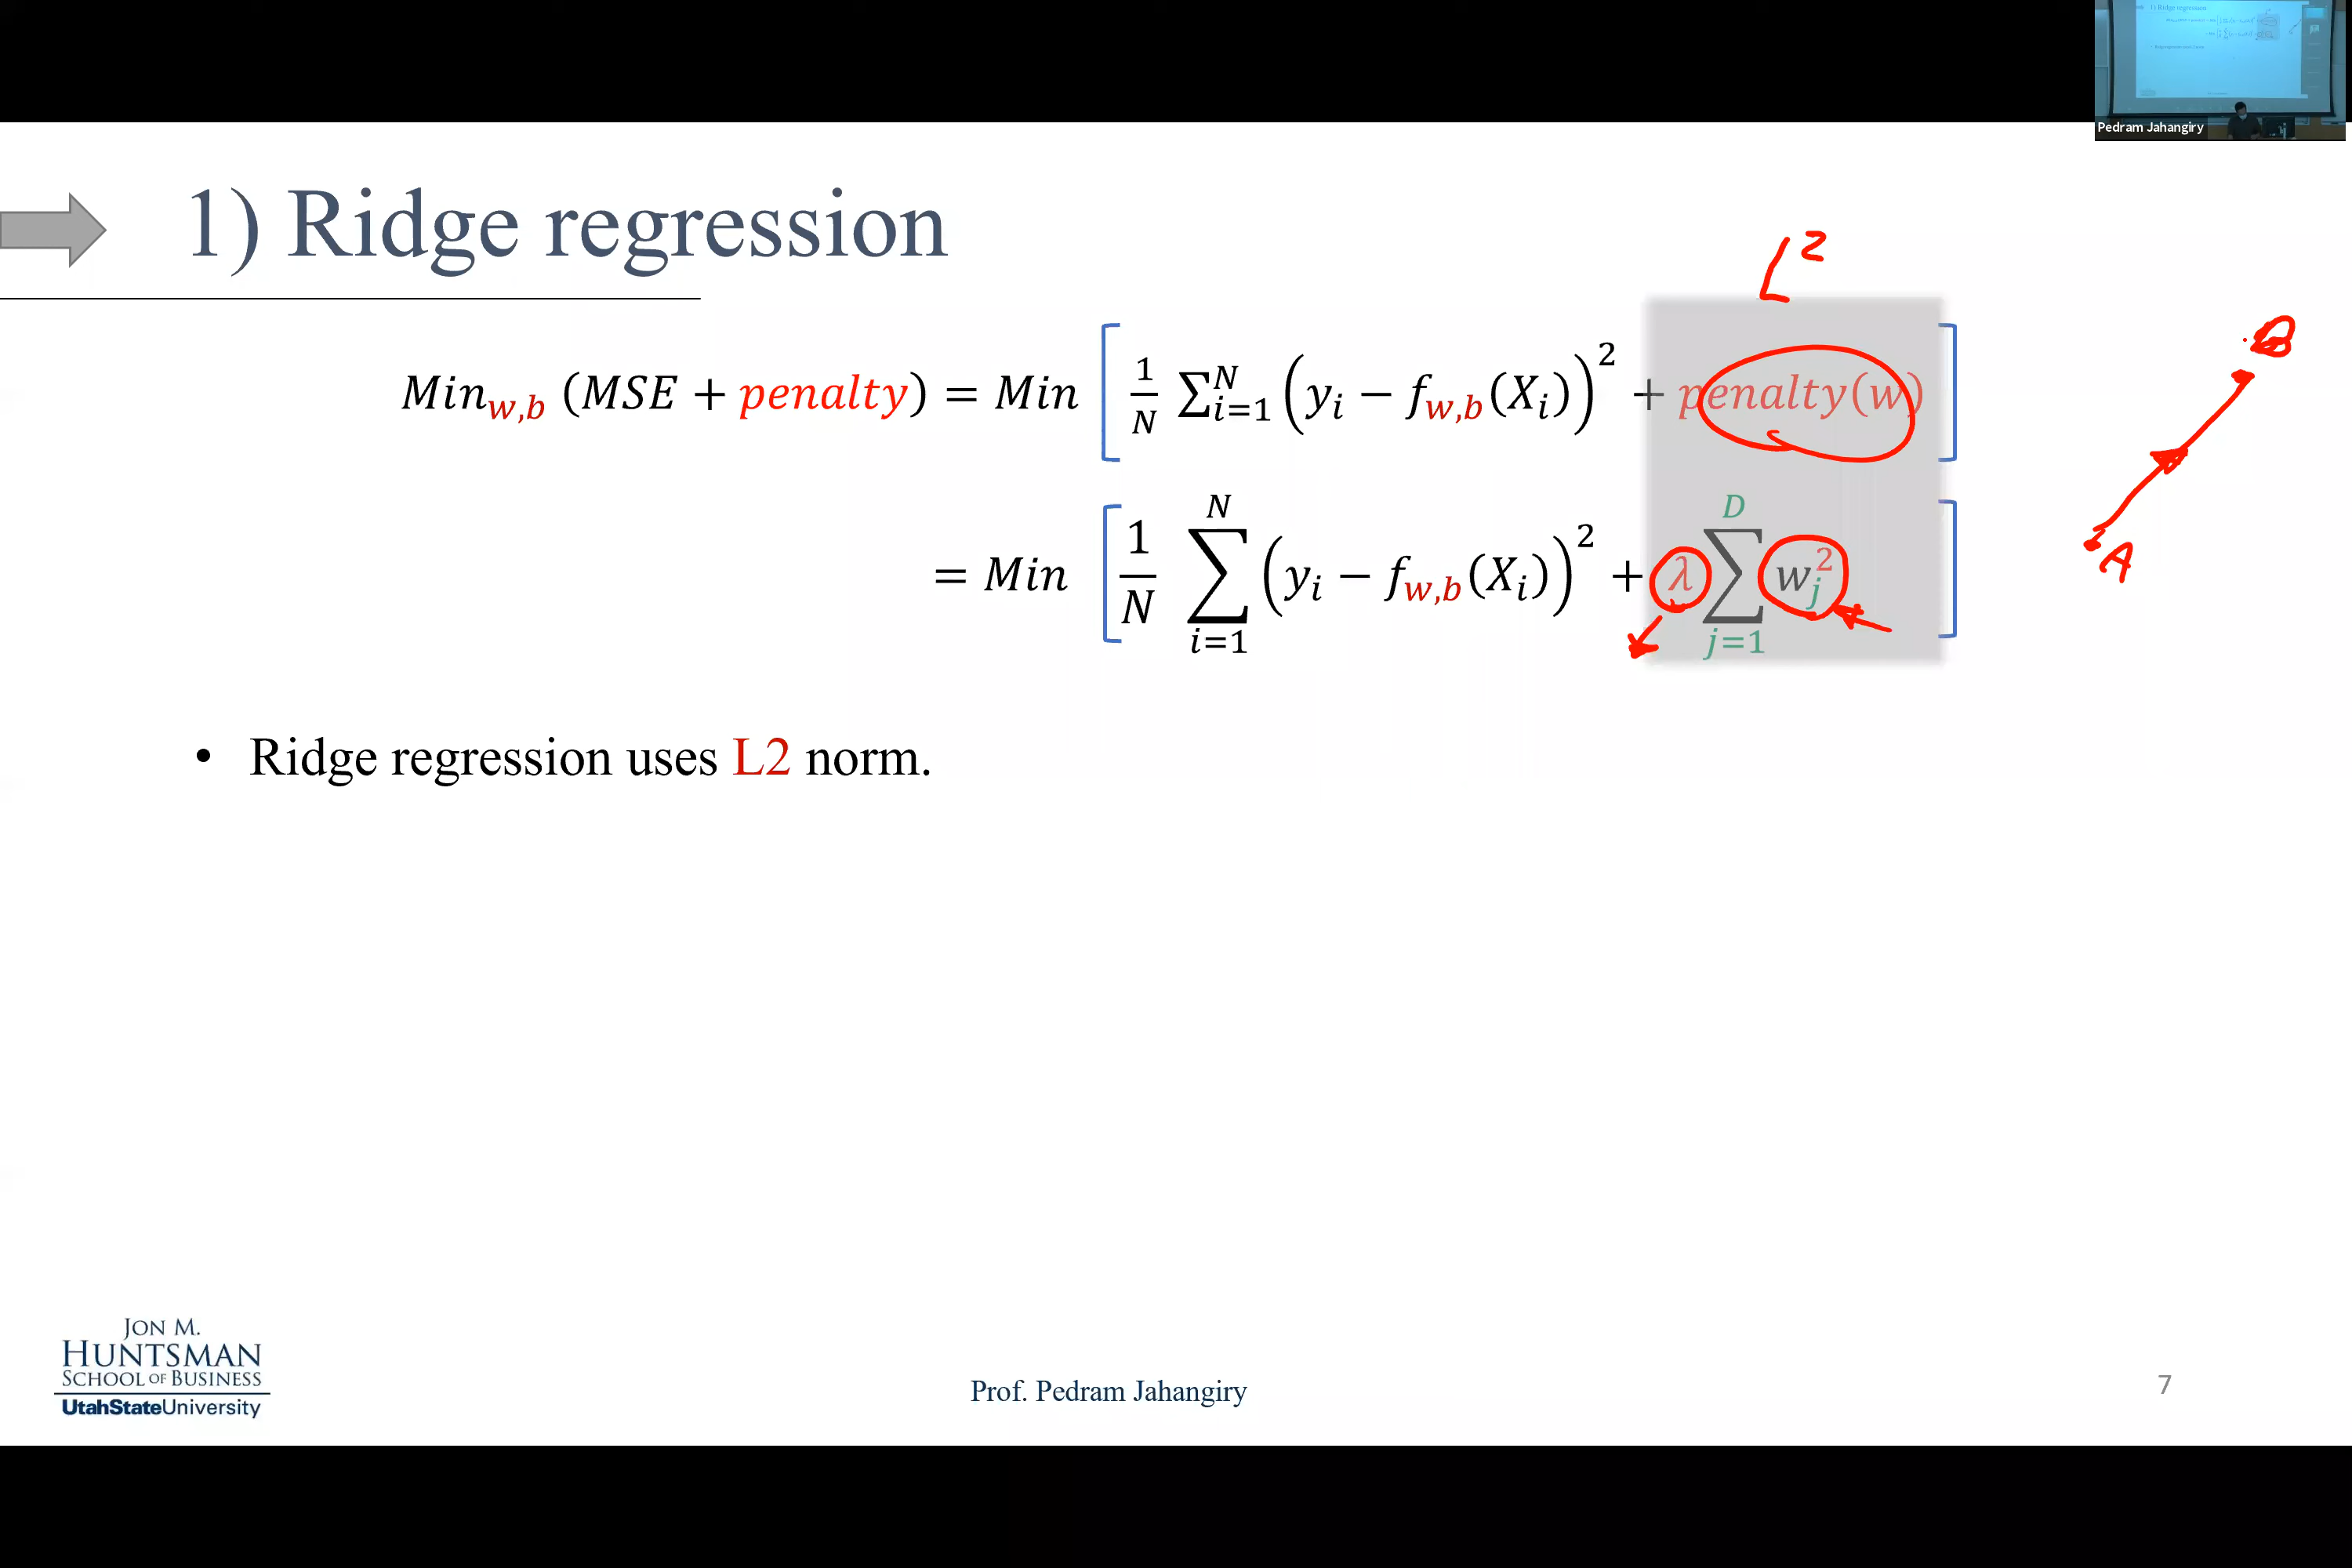 Pedram Jahangiry
1) Ridge regression
L²
Min_{w,b} (MSE + penalty) = Min [ 1/N ∑_{i=1}^{N} (y_i − f_{w,b}(X_i))² + penalty(w) ]
B
= Min [ 1/N ∑_{i=1}^{N} (y_i − f_{w,b}(X_i))² + λ ∑_{j=1}^{D} w_j² ]
A
• Ridge regression uses L2 norm.
JON M.
HUNTSMAN
SCHOOL OF BUSINESS
UtahStateUniversity
Prof. Pedram Jahangiry
7